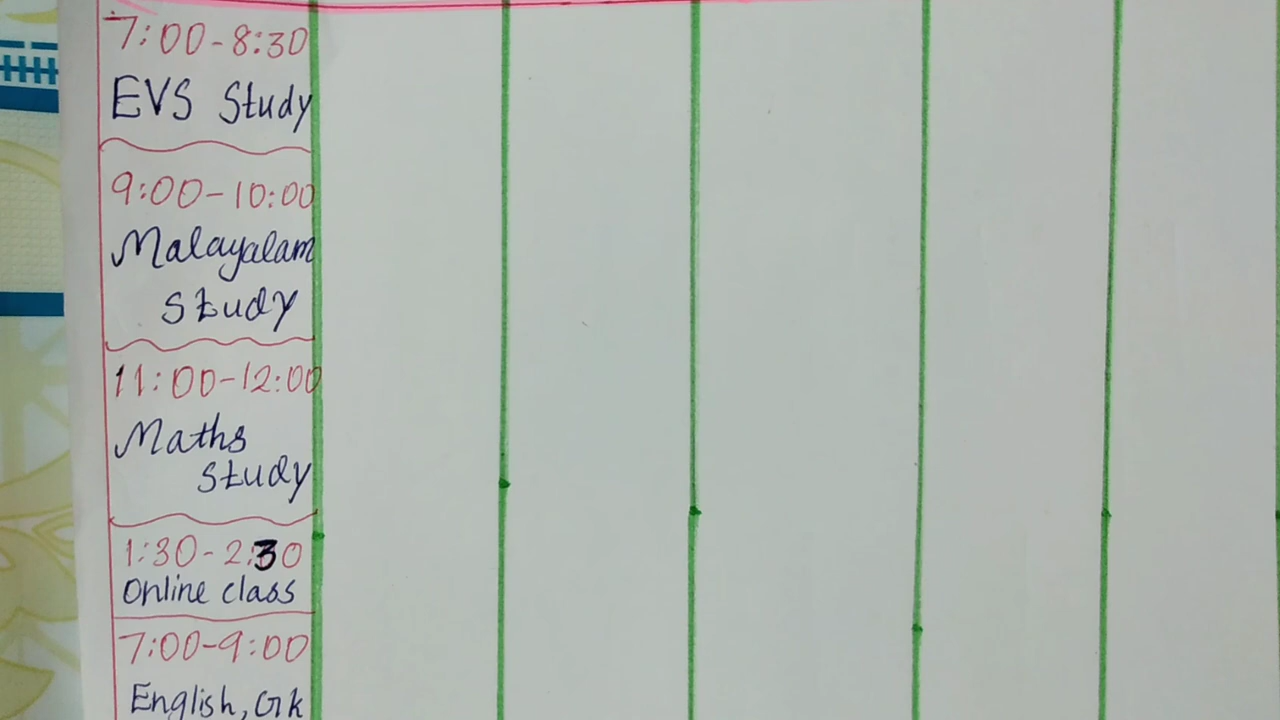 7:00-8:30
EVS Study
9:00-10:00
Malayalam
Study
11:00-12:00
Maths
Study
1:30-2:30
Online class
7:00-9:00
English, Gk